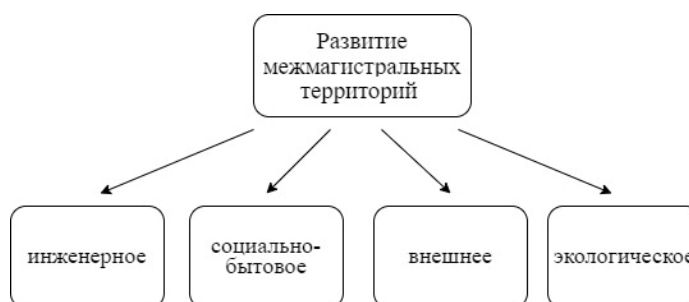 Развитие
межмагистральных
территорий
инженерное
социально-
бытовое
внешнее
экологическое